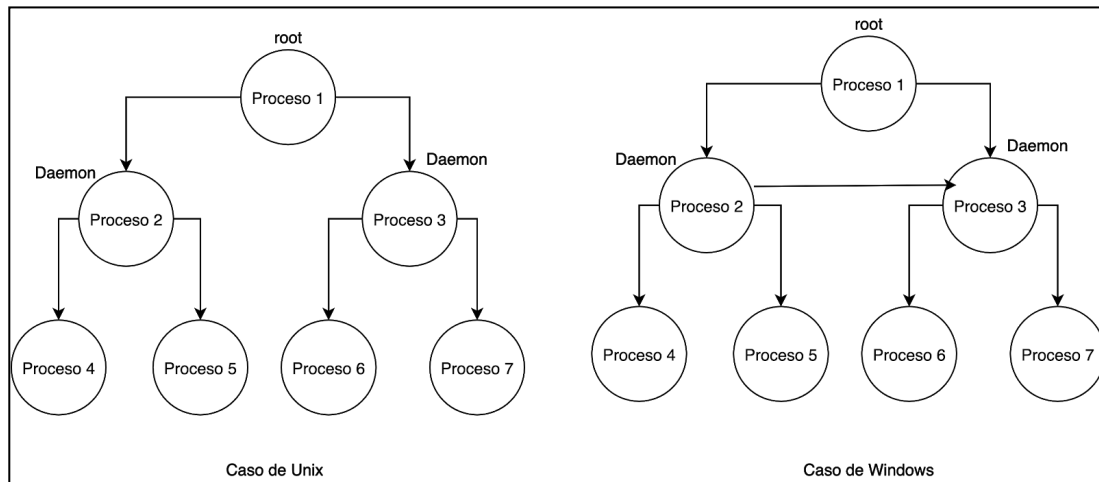 root
Proceso 1
Daemon
Proceso 2
Daemon
Proceso 3
Proceso 4
Proceso 5
Proceso 6
Proceso 7
Caso de Unix
root
Proceso 1
Daemon
Proceso 2
Daemon
Proceso 3
Proceso 4
Proceso 5
Proceso 6
Proceso 7
Caso de Windows